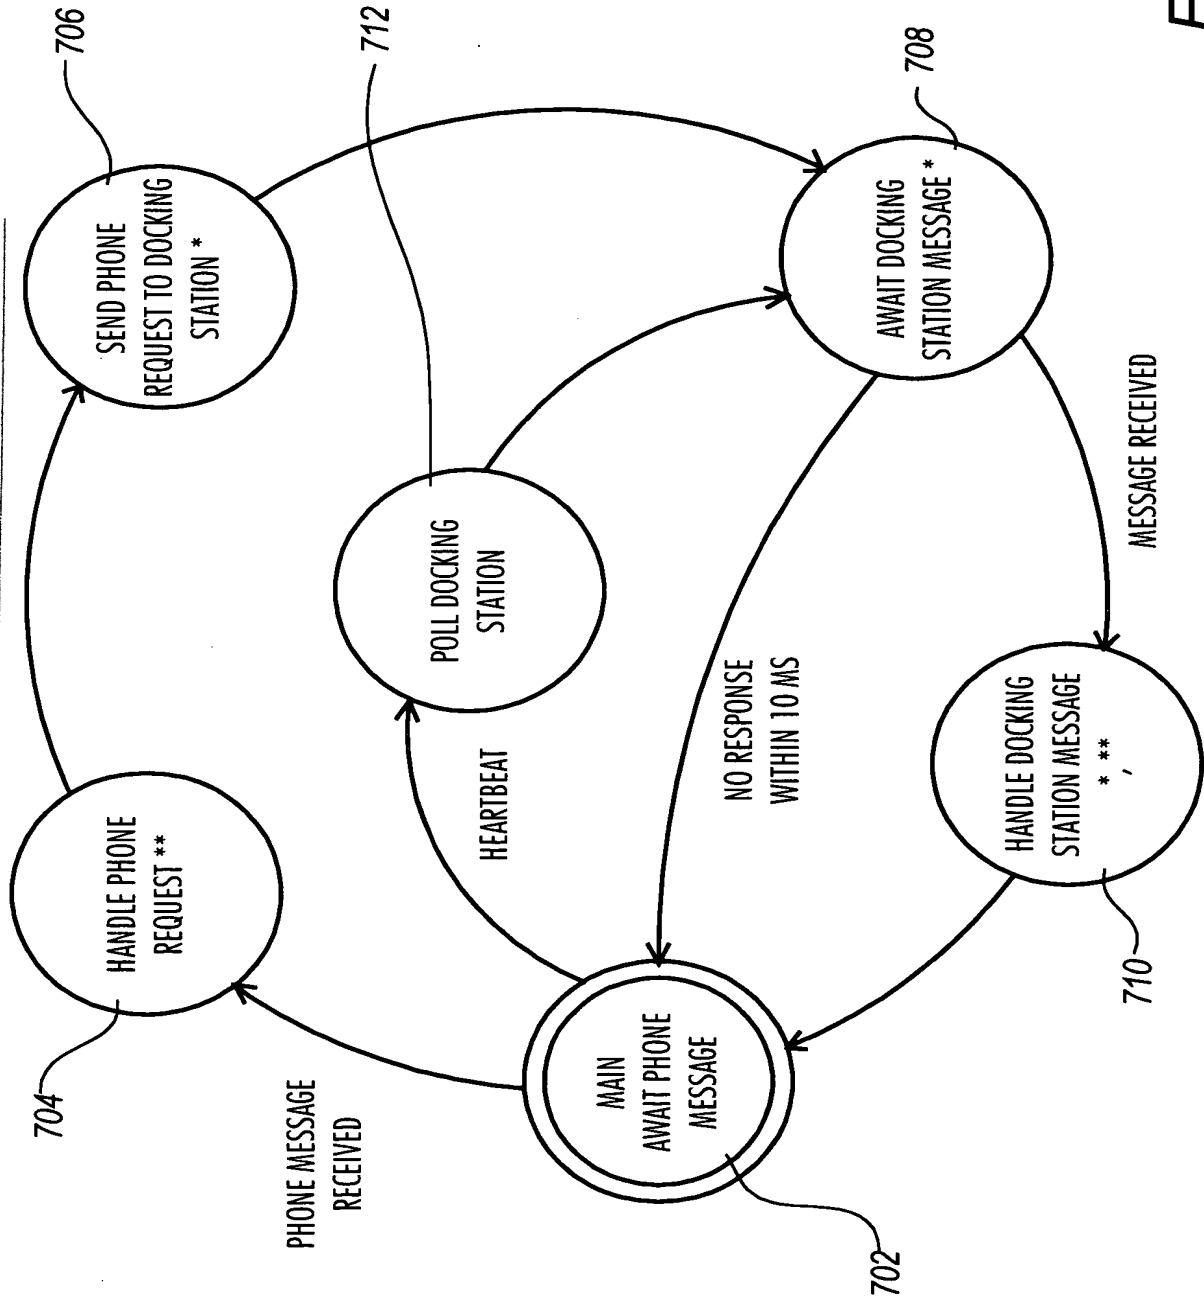 704
706
HANDLE PHONE
REQUEST **
SEND PHONE
REQUEST TO DOCKING
STATION *
PHONE MESSAGE
RECEIVED
712
HEARTBEAT
POLL DOCKING
STATION
MAIN
AWAIT PHONE
MESSAGE
NO RESPONSE
WITHIN 10 MS
702
AWAIT DOCKING
STATION MESSAGE *
708
HANDLE DOCKING
STATION MESSAGE
* , **
710
MESSAGE RECEIVED